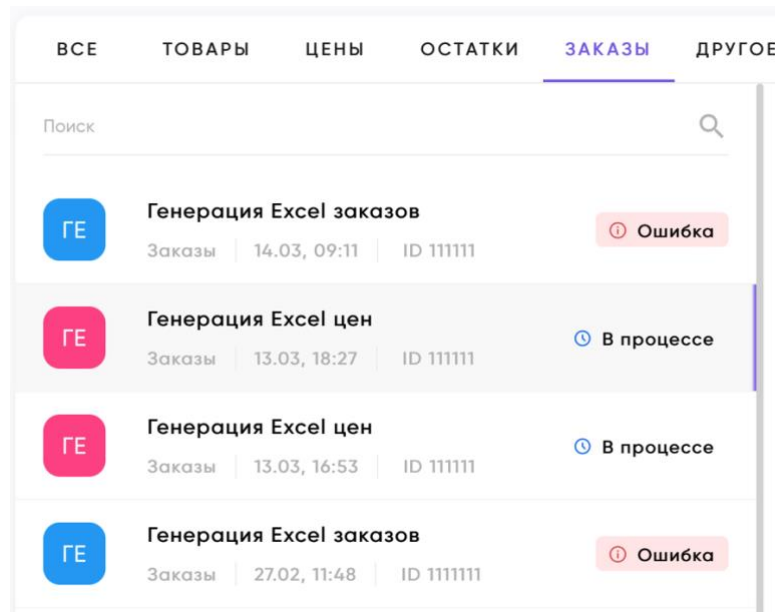 ВСЕ ТОВАРЫ ЦЕНЫ ОСТАТКИ ЗАКАЗЫ ДРУГОЕ
Поиск
ГЕ Генерация Excel заказов Ошибка
Заказы 14.03, 09:11 ID 111111
ГЕ Генерация Excel цен В процессе
Заказы 13.03, 18:27 ID 111111
ГЕ Генерация Excel цен В процессе
Заказы 13.03, 16:53 ID 111111
ГЕ Генерация Excel заказов Ошибка
Заказы 27.02, 11:48 ID 1111111